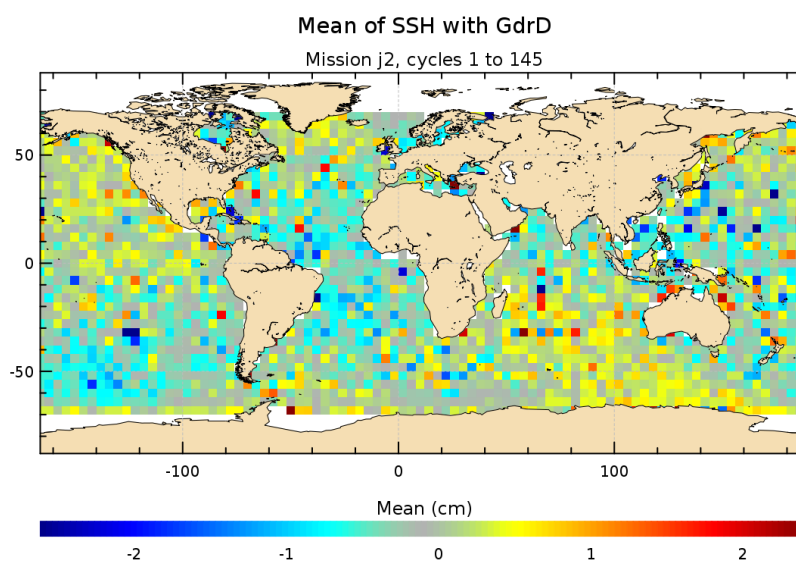 Mean of SSH with GdrD
Mission j2, cycles 1 to 145
50
0
-50
-100 0 100
Mean (cm)
-2 -1 0 1 2